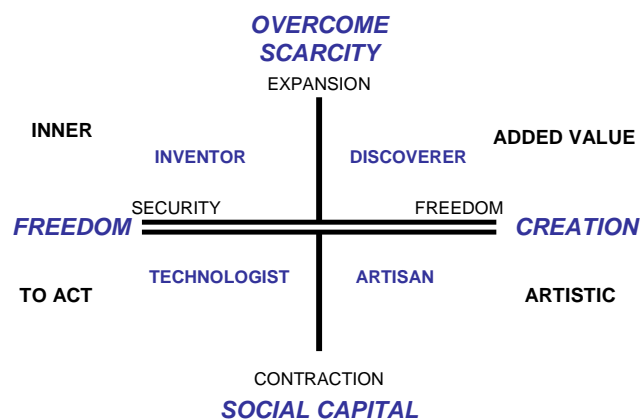 OVERCOME
SCARCITY
EXPANSION
INNER
ADDED VALUE
INVENTOR
DISCOVERER
SECURITY
FREEDOM
FREEDOM
CREATION
TECHNOLOGIST
ARTISAN
TO ACT
ARTISTIC
CONTRACTION
SOCIAL CAPITAL